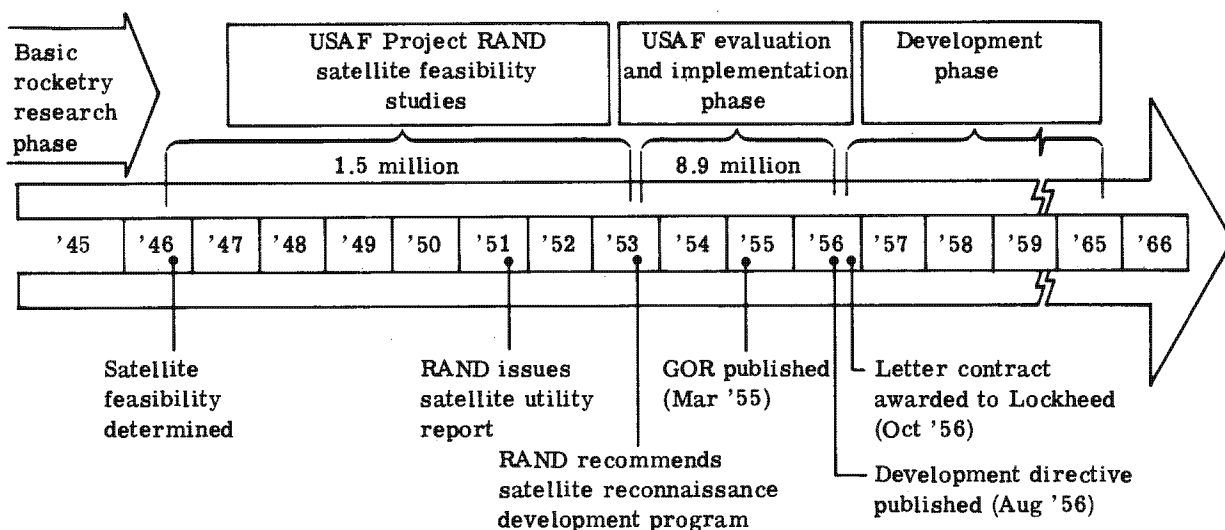 Basic
rocketry
research
phase
USAF Project RAND
satellite feasibility
studies
USAF evaluation
and implementation
phase
Development
phase
1.5 million
8.9 million
’45 ’46 ’47 ’48 ’49 ’50 ’51 ’52 ’53 ’54 ’55 ’56 ’57 ’58 ’59 ’65 ’66
Satellite
feasibility
determined
RAND issues
satellite utility
report
RAND recommends
satellite reconnaissance
development program
GOR published
(Mar ’55)
Letter contract
awarded to Lockheed
(Oct ’56)
Development directive
published (Aug ’56)